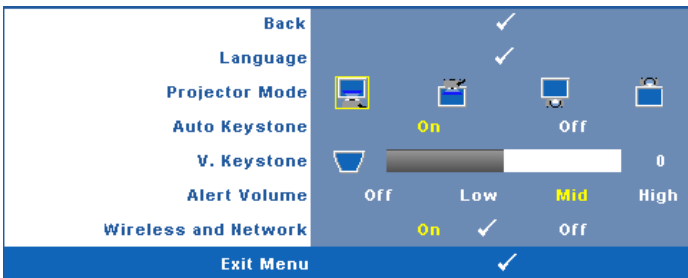 Back
Language
Projector Mode
Auto Keystone On Off
V. Keystone 0
Alert Volume Off Low Mid High
Wireless and Network On Off
Exit Menu